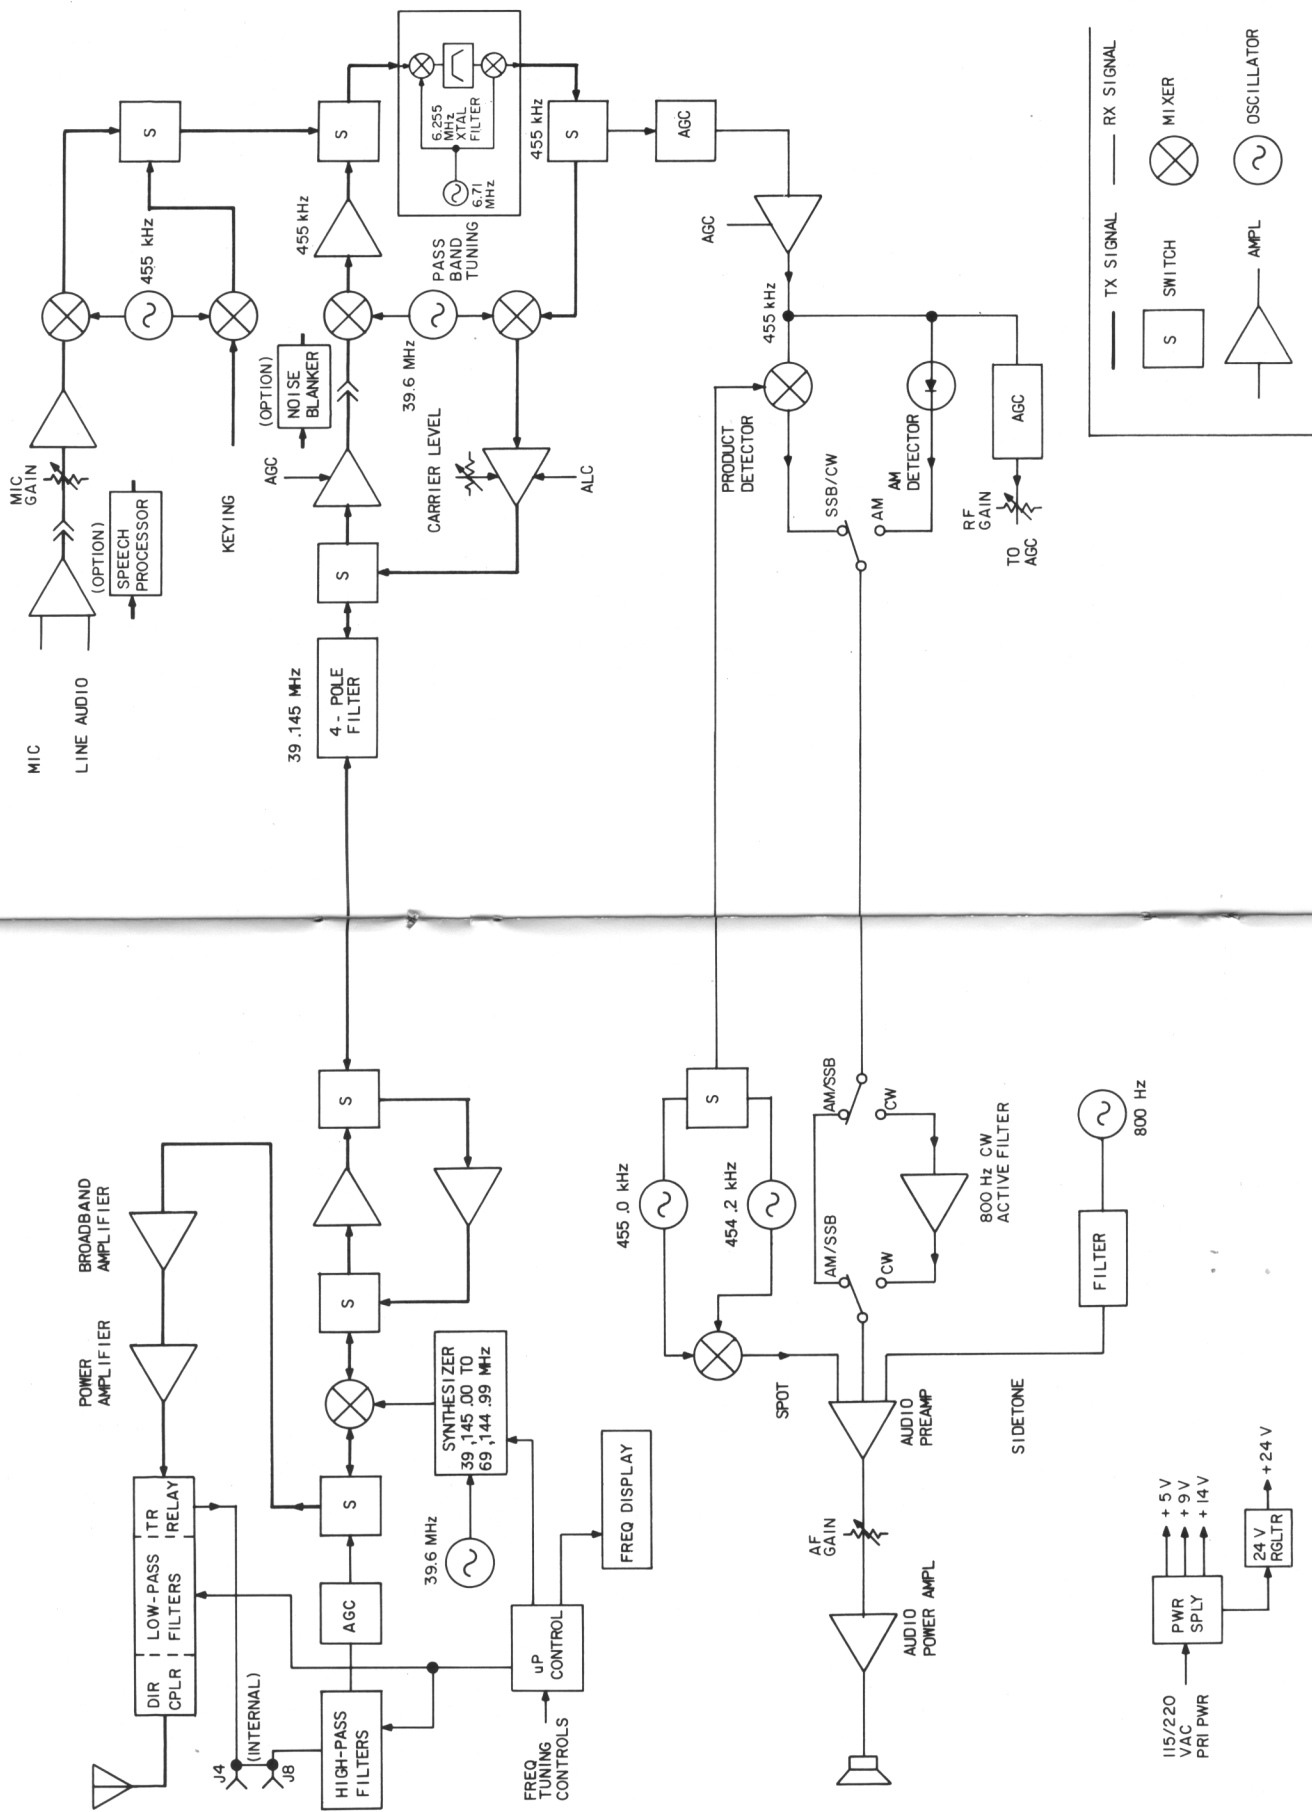 MIC
LINE AUDIO
(OPTION)
SPEECH
PROCESSOR
MIC
GAIN
KEYING
455 kHz
S
39.145 MHz
4-POLE
FILTER
S
AGC
(OPTION)
NOISE
BLANKER
455 kHz
S
39.6 MHz
PASS
BAND
TUNING
CARRIER LEVEL
ALC
6.255
MHz
XTAL
FILTER
6.71
MHz
455 kHz
S
AGC
AGC
455 kHz
PRODUCT
DETECTOR
SSB/CW
AM
AM
DETECTOR
AGC
RF
GAIN
TO
AGC
TX SIGNAL
RX SIGNAL
S
SWITCH
MIXER
AMPL
OSCILLATOR
DIR
CPLR
LOW-PASS
FILTERS
TR
RELAY
POWER
AMPLIFIER
BROADBAND
AMPLIFIER
J4
(INTERNAL)
J8
HIGH-PASS
FILTERS
AGC
S
S
S
39.6 MHz
SYNTHESIZER
39,145.00 TO
69,144.99 MHz
FREQ
TUNING
CONTROLS
uP
CONTROL
FREQ DISPLAY
455.0 kHz
454.2 kHz
S
SPOT
AM/SSB
CW
AM/SSB
CW
800 Hz CW
ACTIVE FILTER
AUDIO
POWER AMPL
AF
GAIN
AUDIO
PREAMP
SIDETONE
FILTER
800 Hz
115/220
VAC
PRI PWR
PWR
SPLY
+5V
+9V
+14V
24V
RGLTR
+24V